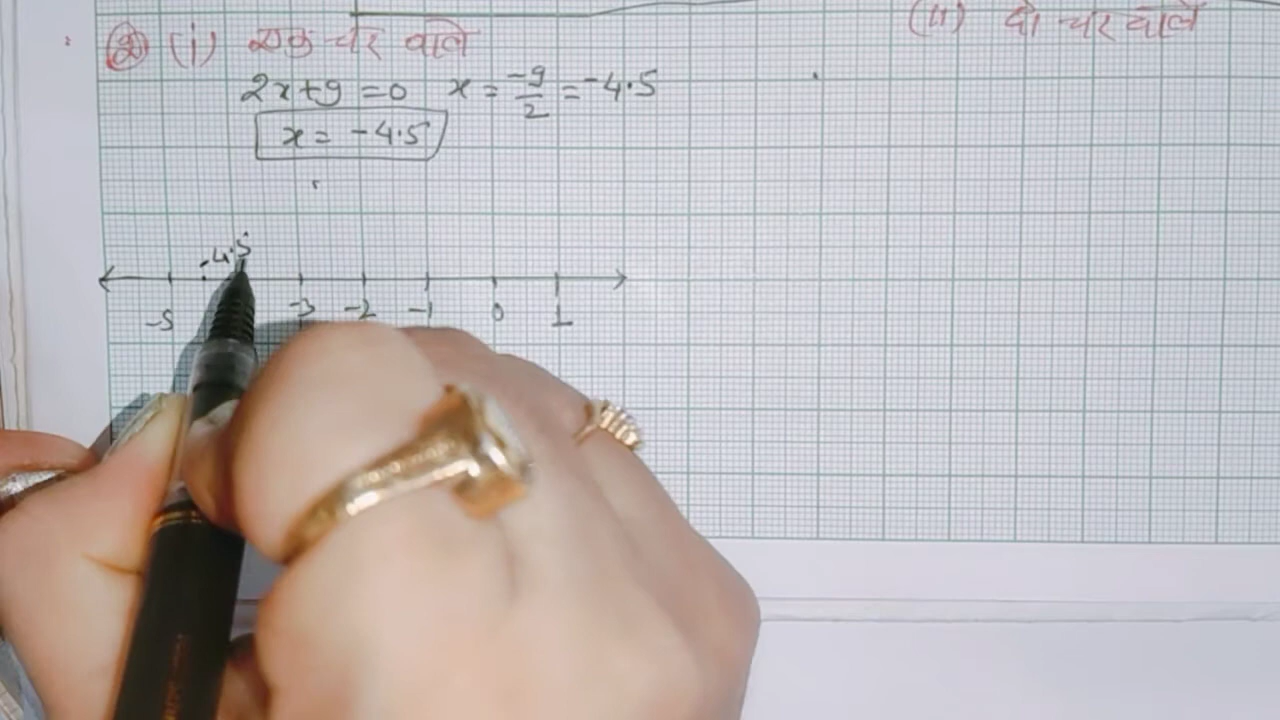 ② (i) एक चर वाले
(ii) दो चर वाले
2x+9 =0 x = -9/2 = -4.5
x = -4.5
-4.5
-5 -3 -2 -1 0 1